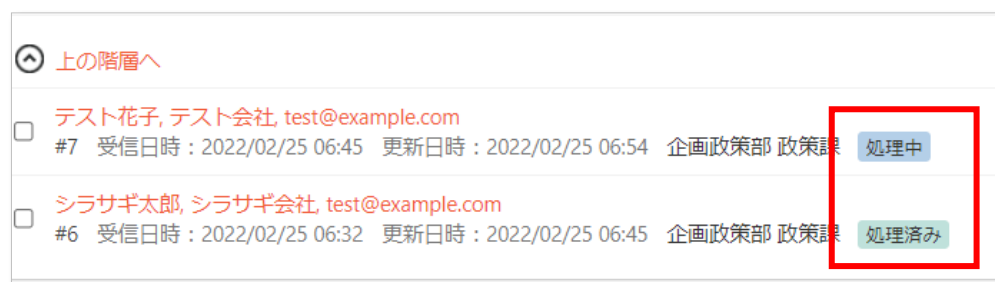 上の階層へ
テスト花子, テスト会社, test@example.com
#7 受信日時：2022/02/25 06:45 更新日時：2022/02/25 06:54 企画政策部 政策課 処理中
シラサギ太郎, シラサギ会社, test@example.com
#6 受信日時：2022/02/25 06:32 更新日時：2022/02/25 06:45 企画政策部 政策課 処理済み